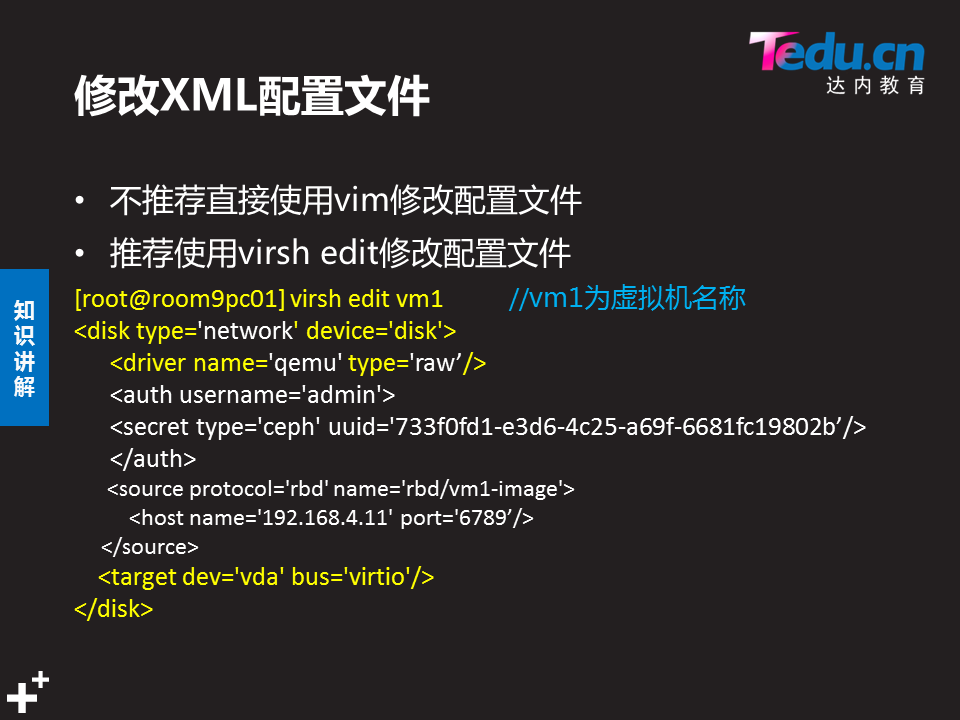 Tedu.cn
达内教育
修改XML配置文件
• 不推荐直接使用vim修改配置文件
• 推荐使用virsh edit修改配置文件
[root@room9pc01] virsh edit vm1 //vm1为虚拟机名称
<disk type='network' device='disk'>
<driver name='qemu' type='raw’/>
<auth username='admin'>
<secret type='ceph' uuid='733f0fd1-e3d6-4c25-a69f-6681fc19802b’/>
</auth>
<source protocol='rbd' name='rbd/vm1-image'>
<host name='192.168.4.11' port='6789’/>
</source>
<target dev='vda' bus='virtio'/>
</disk>
知识讲解